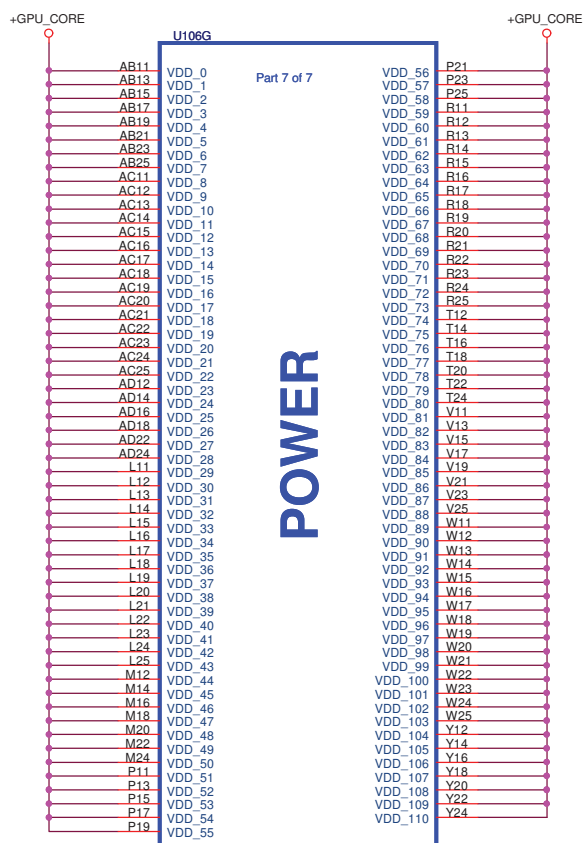 +GPU_CORE
+GPU_CORE
U106G
Part 7 of 7
AB11 VDD_0
AB13 VDD_1
AB15 VDD_2
AB17 VDD_3
AB19 VDD_4
AB21 VDD_5
AB23 VDD_6
AB25 VDD_7
AC11 VDD_8
AC12 VDD_9
AC13 VDD_10
AC14 VDD_11
AC15 VDD_12
AC16 VDD_13
AC17 VDD_14
AC18 VDD_15
AC19 VDD_16
AC20 VDD_17
AC21 VDD_18
AC22 VDD_19
AC23 VDD_20
AC24 VDD_21
AC25 VDD_22
AD12 VDD_23
AD14 VDD_24
AD16 VDD_25
AD18 VDD_26
AD22 VDD_27
AD24 VDD_28
L11 VDD_29
L12 VDD_30
L13 VDD_31
L14 VDD_32
L15 VDD_33
L16 VDD_34
L17 VDD_35
L18 VDD_36
L19 VDD_37
L20 VDD_38
L21 VDD_39
L22 VDD_40
L23 VDD_41
L24 VDD_42
L25 VDD_43
M12 VDD_44
M14 VDD_45
M16 VDD_46
M18 VDD_47
M20 VDD_48
M22 VDD_49
M24 VDD_50
P11 VDD_51
P13 VDD_52
P15 VDD_53
P17 VDD_54
P19 VDD_55
POWER
VDD_56 P21
VDD_57 P23
VDD_58 P25
VDD_59 R11
VDD_60 R12
VDD_61 R13
VDD_62 R14
VDD_63 R15
VDD_64 R16
VDD_65 R17
VDD_66 R18
VDD_67 R19
VDD_68 R20
VDD_69 R21
VDD_70 R22
VDD_71 R23
VDD_72 R24
VDD_73 R25
VDD_74 T12
VDD_75 T14
VDD_76 T16
VDD_77 T18
VDD_78 T20
VDD_79 T22
VDD_80 T24
VDD_81 V11
VDD_82 V13
VDD_83 V15
VDD_84 V17
VDD_85 V19
VDD_86 V21
VDD_87 V23
VDD_88 V25
VDD_89 W11
VDD_90 W12
VDD_91 W13
VDD_92 W14
VDD_93 W15
VDD_94 W16
VDD_95 W17
VDD_96 W18
VDD_97 W19
VDD_98 W20
VDD_99 W21
VDD_100 W22
VDD_101 W23
VDD_102 W24
VDD_103 W25
VDD_104 Y12
VDD_105 Y14
VDD_106 Y16
VDD_107 Y18
VDD_108 Y20
VDD_109 Y22
VDD_110 Y24